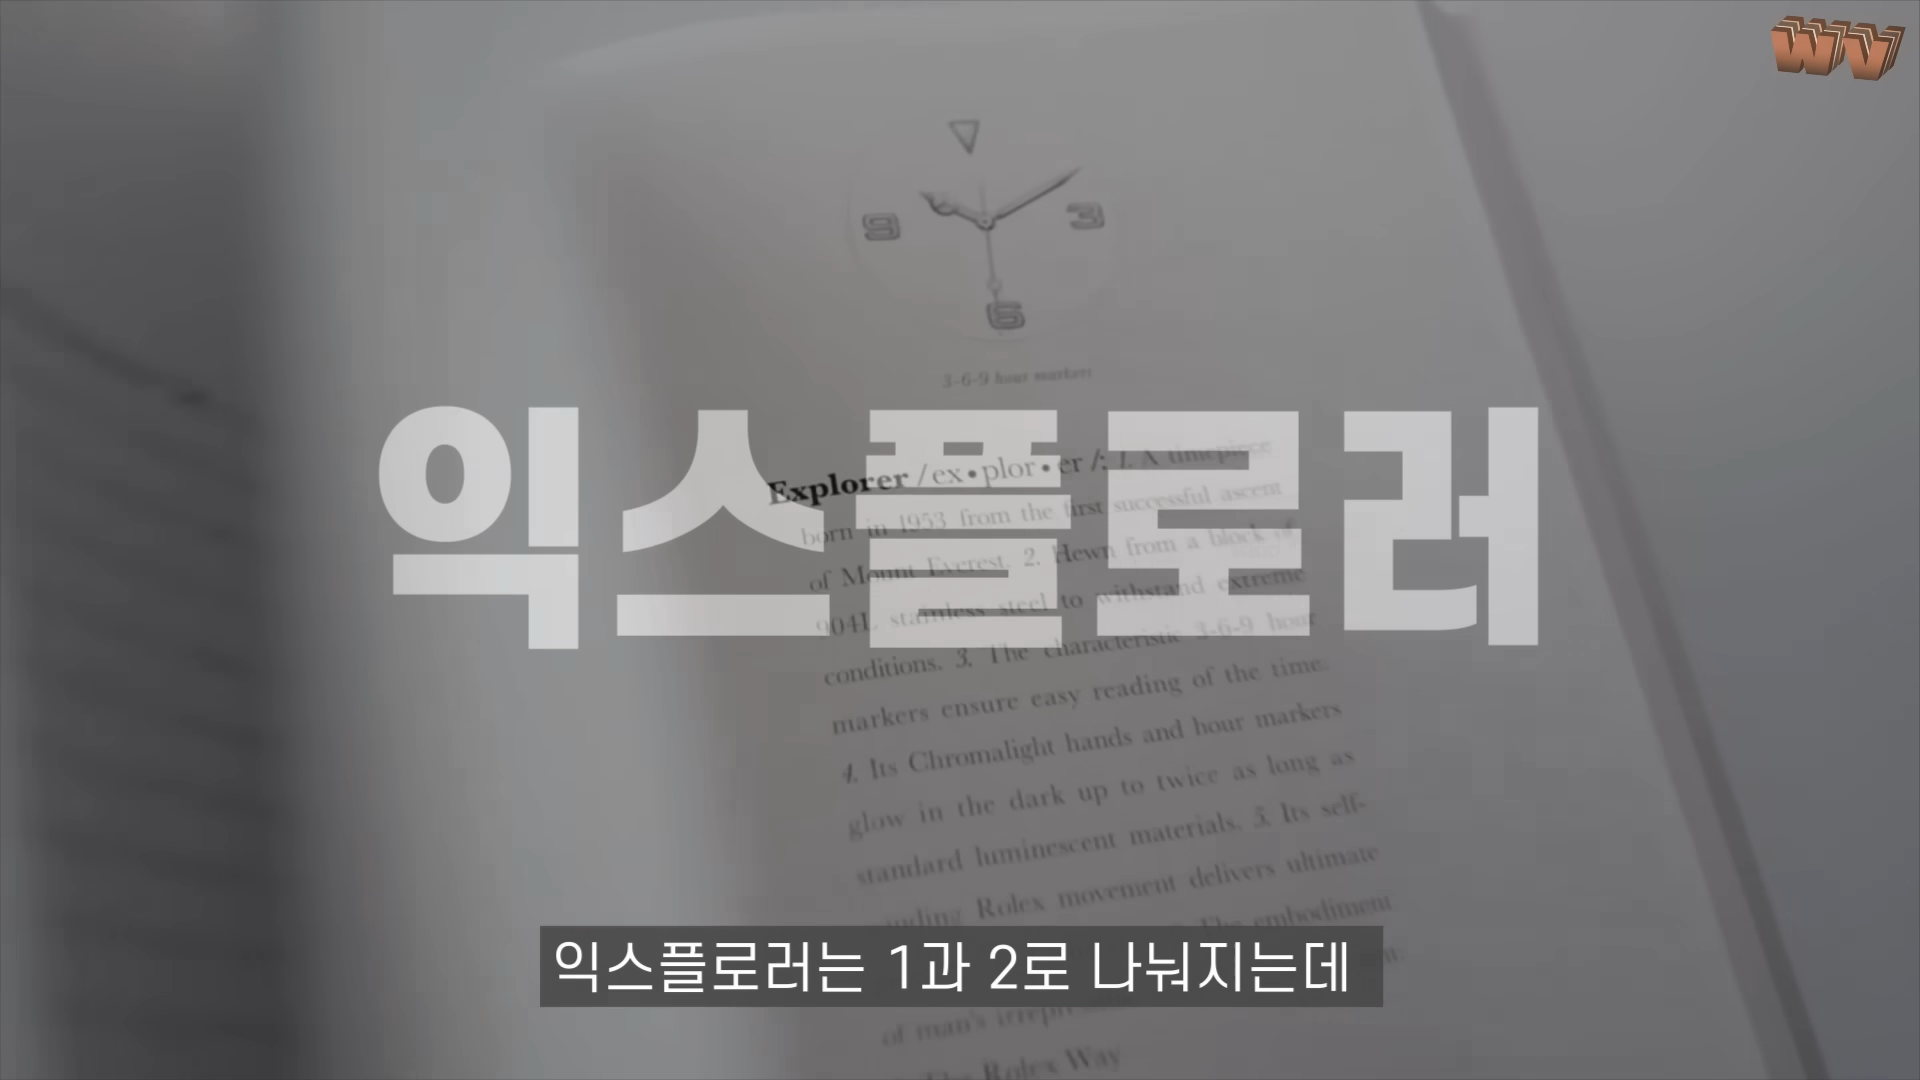 WV
9
3
6
3-6-9 hour markers
익스플로러
Explorer /ex•plor•er /: 1. A timepiece
born in 1953 from the first successful ascent
of Mount Everest. 2. Hewn from a block of
904L stainless steel to withstand extreme
conditions. 3. The characteristic 3-6-9 hour
markers ensure easy reading of the time.
4. Its Chromalight hands and hour markers
glow in the dark up to twice as long as
standard luminescent materials. 5. Its self-
winding Rolex movement delivers ultimate
The embodiment
익스플로러는 1과 2로 나눠지는데
of man's
Rolex Way